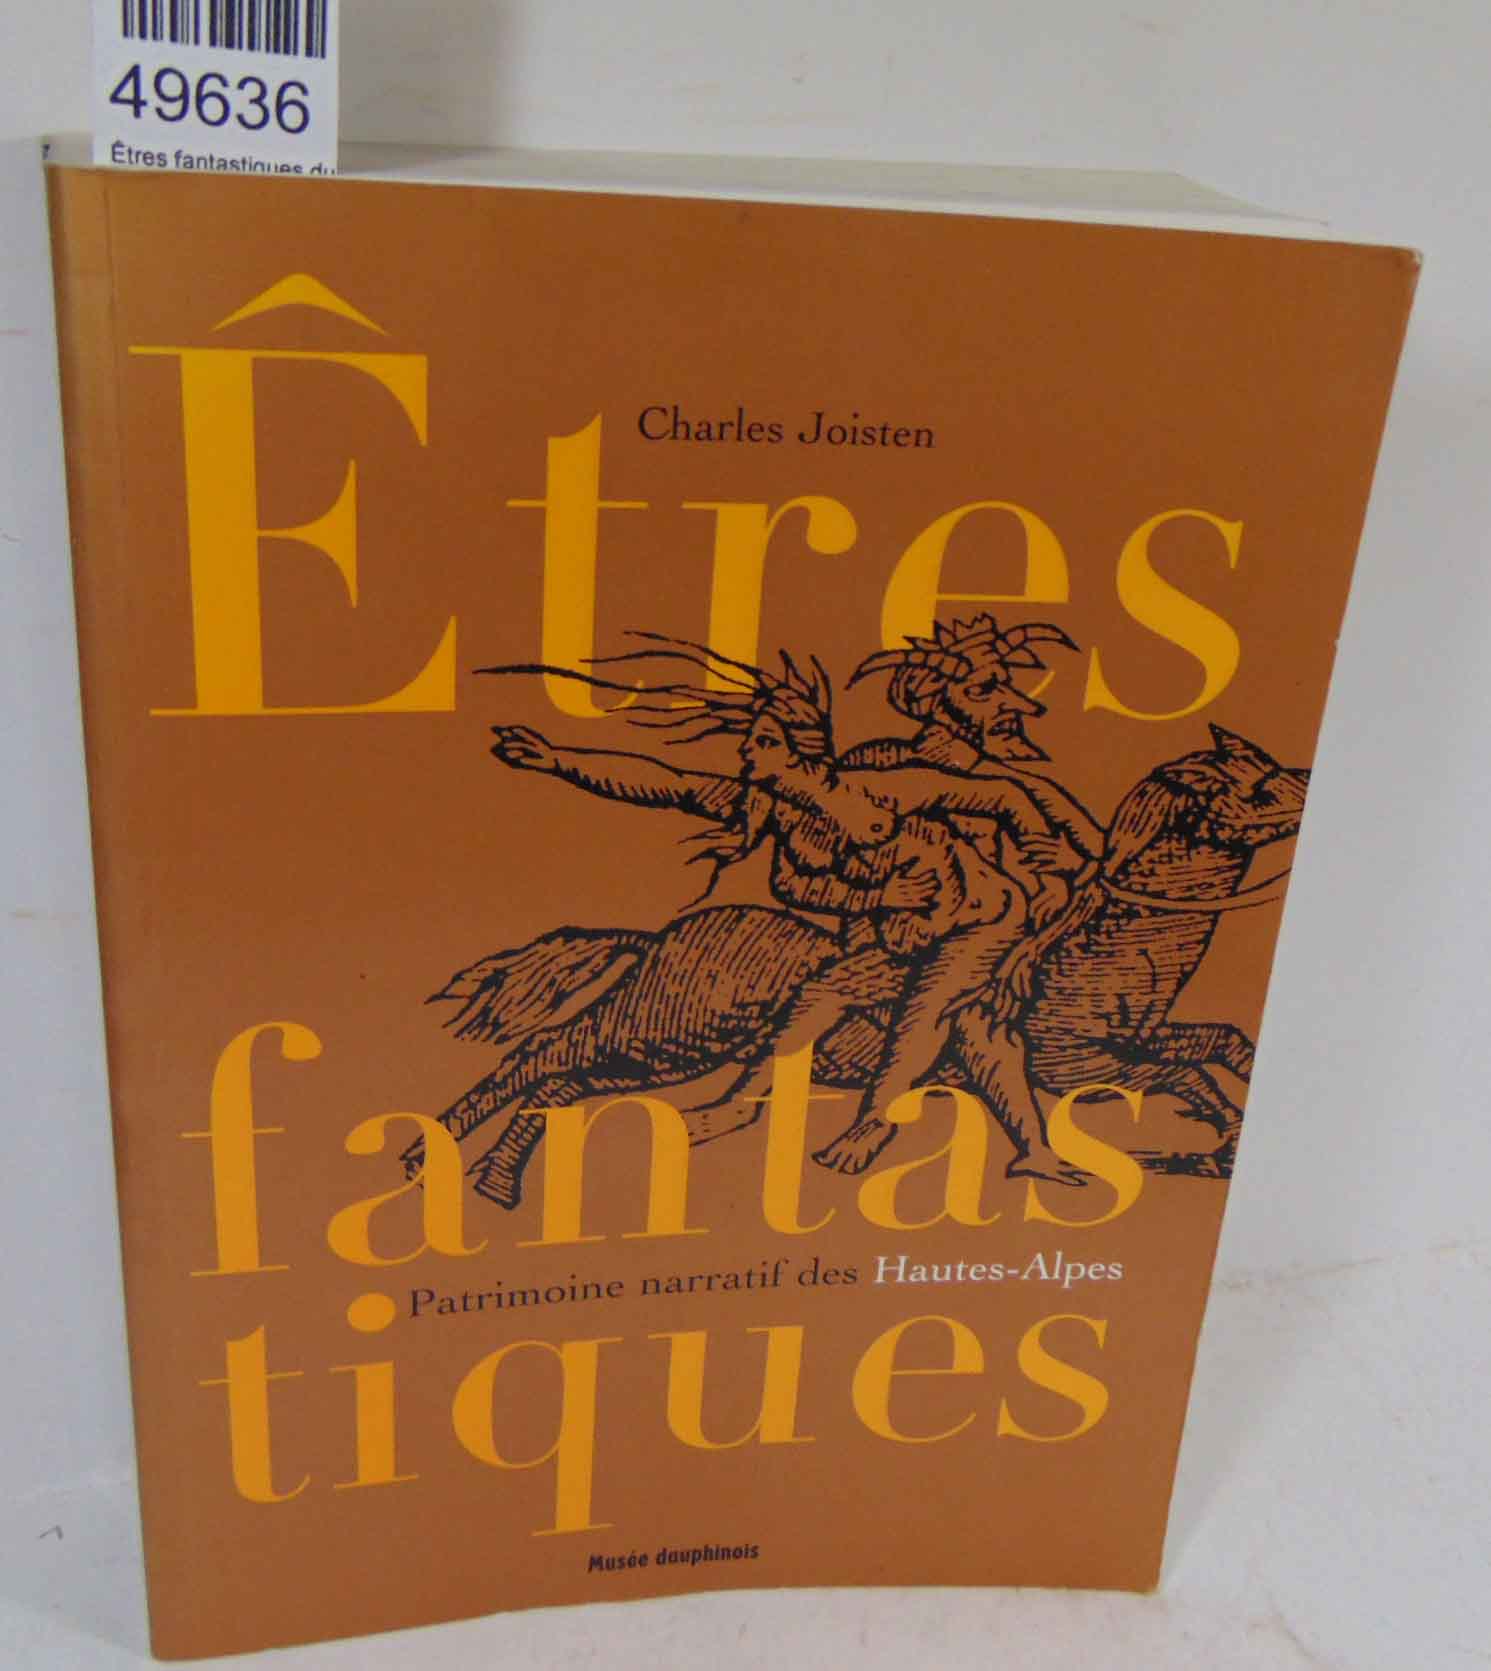 49636
Êtres fantastiques du
Charles Joisten
Êtres
fantas
Patrimoine narratif des Hautes-Alpes
tiques
Musée dauphinois